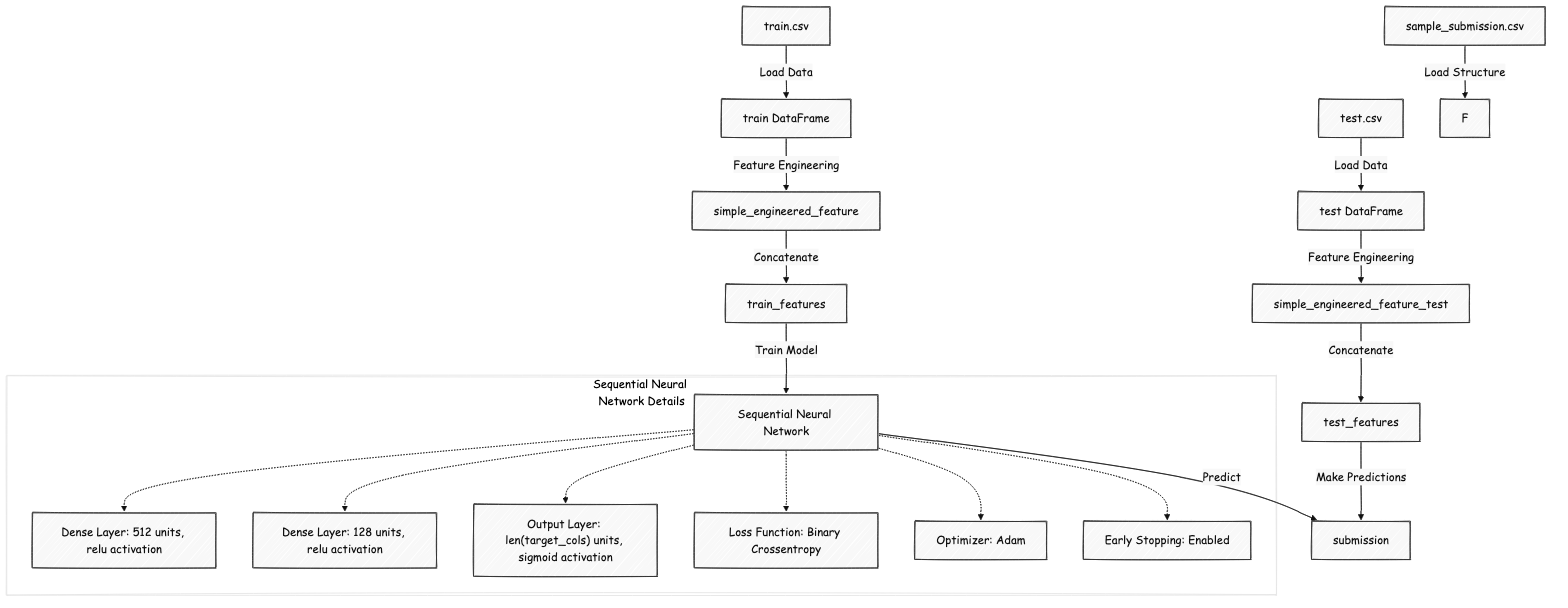 train.csv
sample_submission.csv
Load Data
Load Structure
train DataFrame
test.csv
F
Feature Engineering
Load Data
simple_engineered_feature
test DataFrame
Concatenate
Feature Engineering
train_features
simple_engineered_feature_test
Train Model
Concatenate
Sequential Neural
Network Details
Sequential Neural
Network
test_features
Predict
Make Predictions
Dense Layer: 512 units,
relu activation
Dense Layer: 128 units,
relu activation
Output Layer:
len(target_cols) units,
sigmoid activation
Loss Function: Binary
Crossentropy
Optimizer: Adam
Early Stopping: Enabled
submission